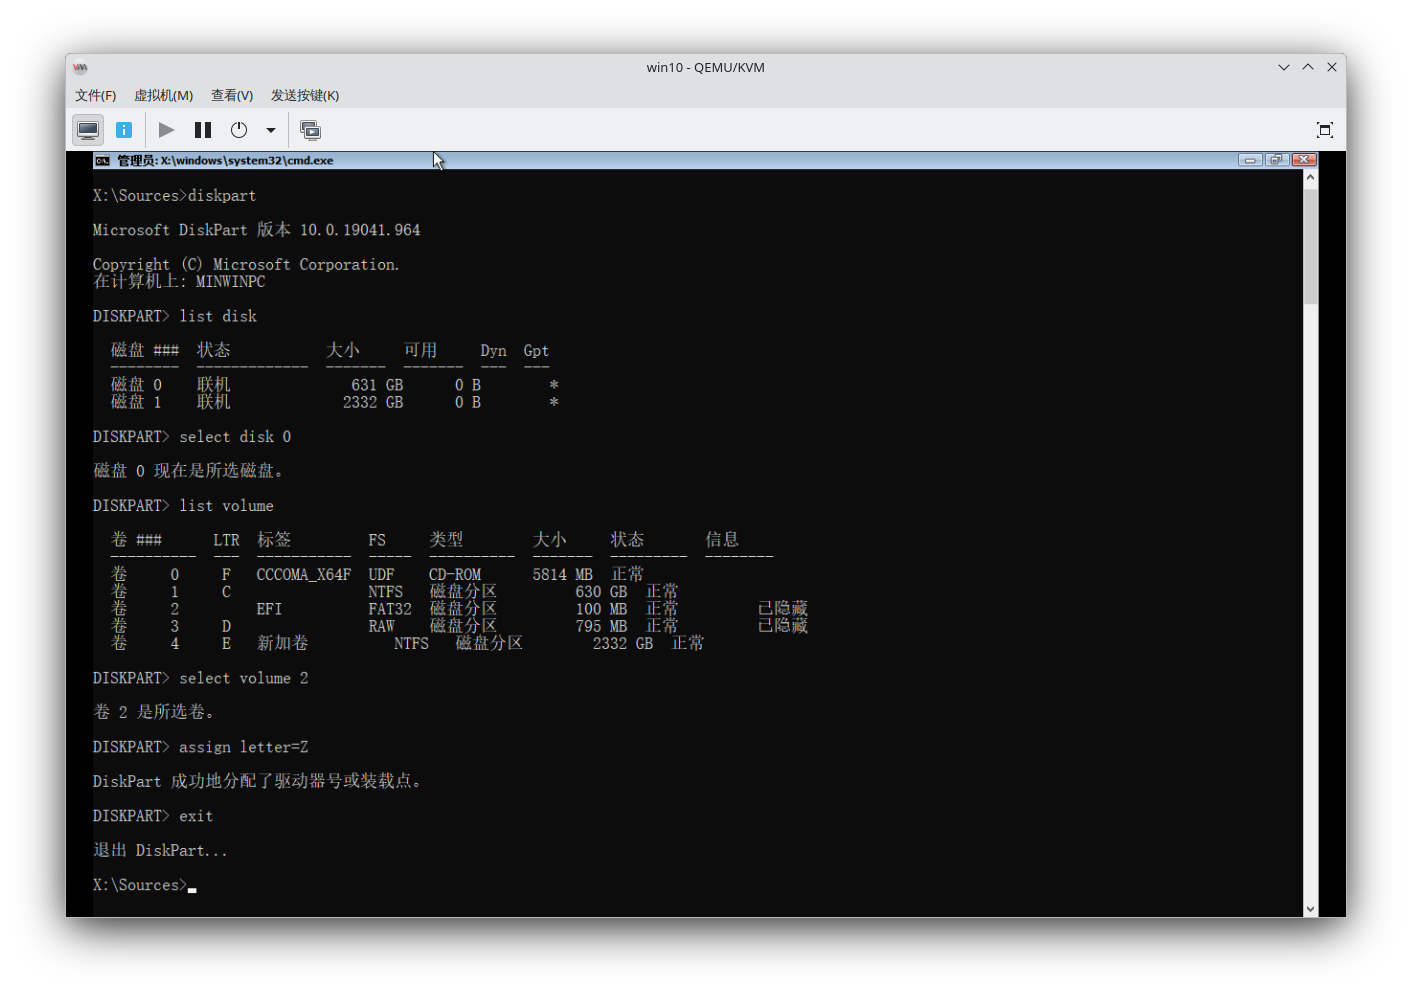 win10 - QEMU/KVM
文件(F) 虚拟机(M) 查看(V) 发送按键(K)
管理员: X:\windows\system32\cmd.exe
X:\Sources>diskpart
Microsoft DiskPart 版本 10.0.19041.964
Copyright (C) Microsoft Corporation.
在计算机上: MINWINPC
DISKPART> list disk
磁盘 ### 状态 大小 可用 Dyn Gpt
-------- ------------- ------- ------- --- ---
磁盘 0 联机 631 GB 0 B *
磁盘 1 联机 2332 GB 0 B *
DISKPART> select disk 0
磁盘 0 现在是所选磁盘。
DISKPART> list volume
卷 ### LTR 标签 FS 类型 大小 状态 信息
---------- --- ----------- ----- ---------- ------- --------- --------
卷 0 F CCCOMA_X64F UDF CD-ROM 5814 MB 正常
卷 1 C NTFS 磁盘分区 630 GB 正常
卷 2 EFI FAT32 磁盘分区 100 MB 正常 已隐藏
卷 3 D RAW 磁盘分区 795 MB 正常 已隐藏
卷 4 E 新加卷 NTFS 磁盘分区 2332 GB 正常
DISKPART> select volume 2
卷 2 是所选卷。
DISKPART> assign letter=Z
DiskPart 成功地分配了驱动器号或装载点。
DISKPART> exit
退出 DiskPart...
X:\Sources>